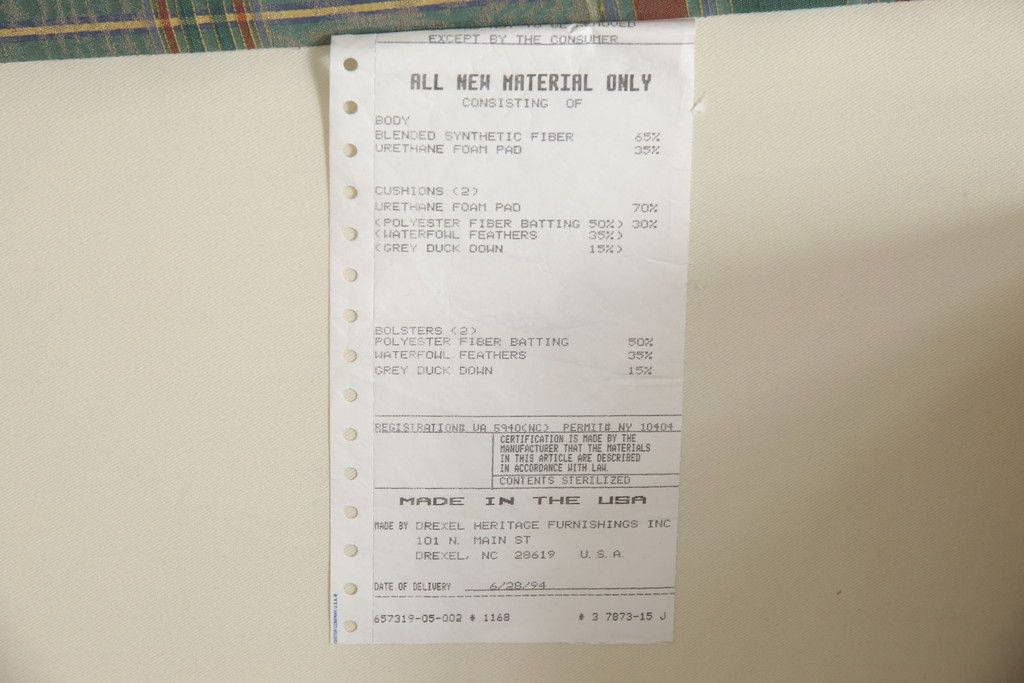 EXCEPT BY THE CONSUMER
ALL NEW MATERIAL ONLY
CONSISTING OF
BODY
BLENDED SYNTHETIC FIBER 65%
URETHANE FOAM PAD 35%
CUSHIONS (2)
URETHANE FOAM PAD 70%
(POLYESTER FIBER BATTING 50%) 30%
(WATERFOWL FEATHERS 35%)
(GREY DUCK DOWN 15%)
BOLSTERS (2)
POLYESTER FIBER BATTING 50%
WATERFOWL FEATHERS 35%
GREY DUCK DOWN 15%
REGISTRATION# VA 5940(NC) PERMIT# NY 10404
CERTIFICATION IS MADE BY THE
MANUFACTURER THAT THE MATERIALS
IN THIS ARTICLE ARE DESCRIBED
IN ACCORDANCE WITH LAW.
CONTENTS STERILIZED
MADE IN THE USA
MADE BY DREXEL HERITAGE FURNISHINGS INC
101 N. MAIN ST
DREXEL, NC 28619 U.S.A.
DATE OF DELIVERY 6/28/94
657319-05-002 # 1168 # 3 7873-15 J